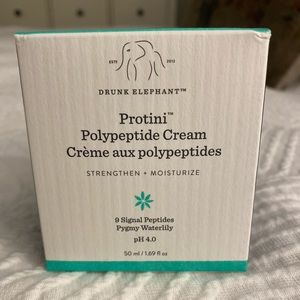 ESTD 2012
DRUNK ELEPHANT™
Protini™
Polypeptide Cream
Crème aux polypeptides
STRENGTHEN + MOISTURIZE
9 Signal Peptides
Pygmy Waterlily
pH 4.0
50 ml / 1.69 fl oz